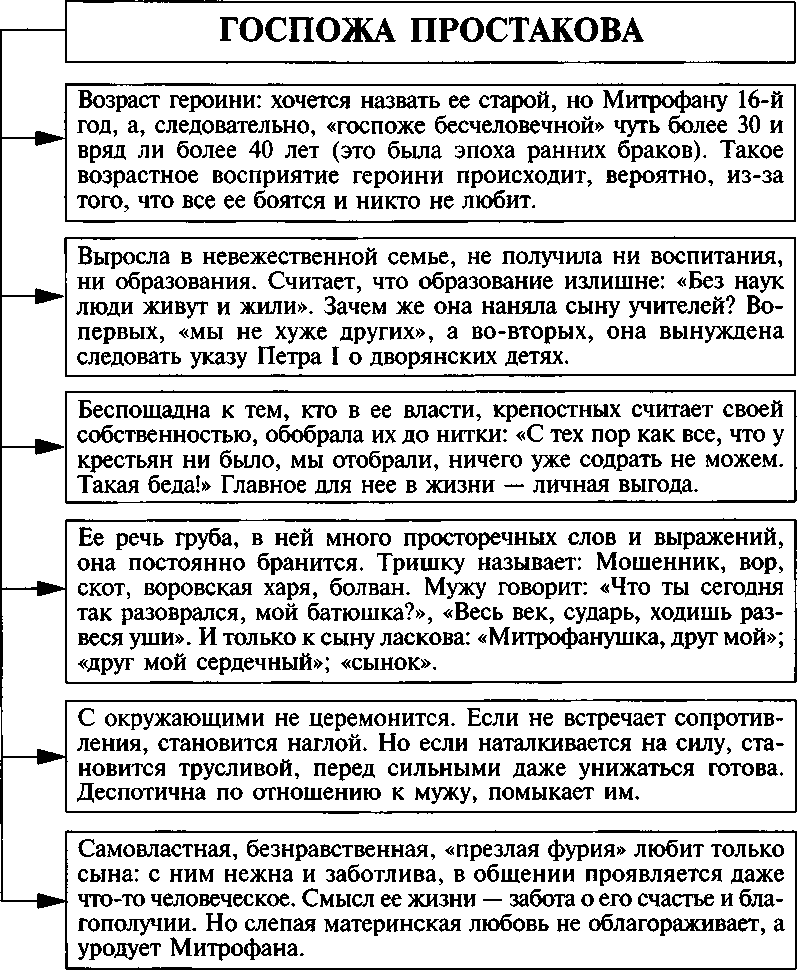 ГОСПОЖА ПРОСТАКОВА
Возраст героини: хочется назвать ее старой, но Митрофану 16-й
год, а, следовательно, «госпоже бесчеловечной» чуть более 30 и
вряд ли более 40 лет (это была эпоха ранних браков). Такое
возрастное восприятие героини происходит, вероятно, из-за
того, что все ее боятся и никто не любит.
Выросла в невежественной семье, не получила ни воспитания,
ни образования. Считает, что образование излишне: «Без наук
люди живут и жили». Зачем же она наняла сыну учителей? Во-
первых, «мы не хуже других», а во-вторых, она вынуждена
следовать указу Петра I о дворянских детях.
Беспощадна к тем, кто в ее власти, крепостных считает своей
собственностью, обобрала их до нитки: «С тех пор как все, что у
крестьян ни было, мы отобрали, ничего уже содрать не можем.
Такая беда!» Главное для нее в жизни — личная выгода.
Ее речь груба, в ней много просторечных слов и выражений,
она постоянно бранится. Тришку называет: Мошенник, вор,
скот, воровская харя, болван. Мужу говорит: «Что ты сегодня
так разоврался, мой батюшка?», «Весь век, сударь, ходишь раз-
веся уши». И только к сыну ласкова: «Митрофанушка, друг мой»;
«друг мой сердечный»; «сынок».
С окружающими не церемонится. Если не встречает сопротив-
ления, становится наглой. Но если наталкивается на силу, ста-
новится трусливой, перед сильными даже унижаться готова.
Деспотична по отношению к мужу, помыкает им.
Самовластная, безнравственная, «презлая фурия» любит только
сына: с ним нежна и заботлива, в общении проявляется даже
что-то человеческое. Смысл ее жизни — забота о его счастье и бла-
гополучии. Но слепая материнская любовь не облагораживает, а
уродует Митрофана.